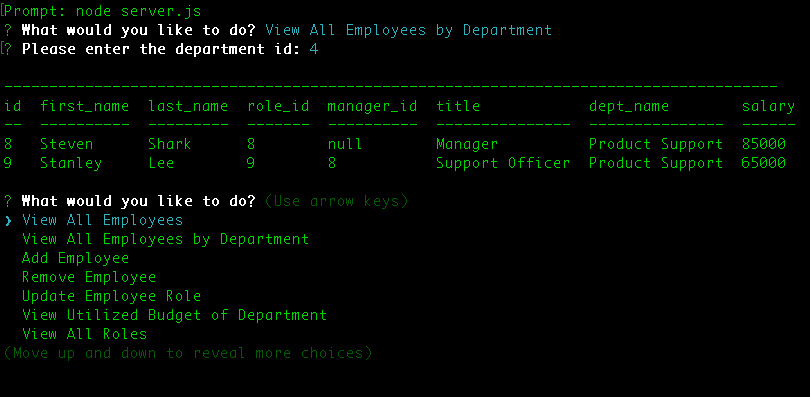 [Prompt: node server.js
? What would you like to do? View All Employees by Department
[? Please enter the department id: 4
--------------------------------------------------------------------------------------
id  first_name  last_name  role_id  manager_id  title            dept_name        salary
--  ----------  ---------  -------  ----------  ---------------  ---------------  ------
8   Steven      Shark      8        null        Manager          Product Support  85000
9   Stanley     Lee        9        8           Support Officer  Product Support  65000
? What would you like to do? (Use arrow keys)
❯ View All Employees
  View All Employees by Department
  Add Employee
  Remove Employee
  Update Employee Role
  View Utilized Budget of Department
  View All Roles
(Move up and down to reveal more choices)